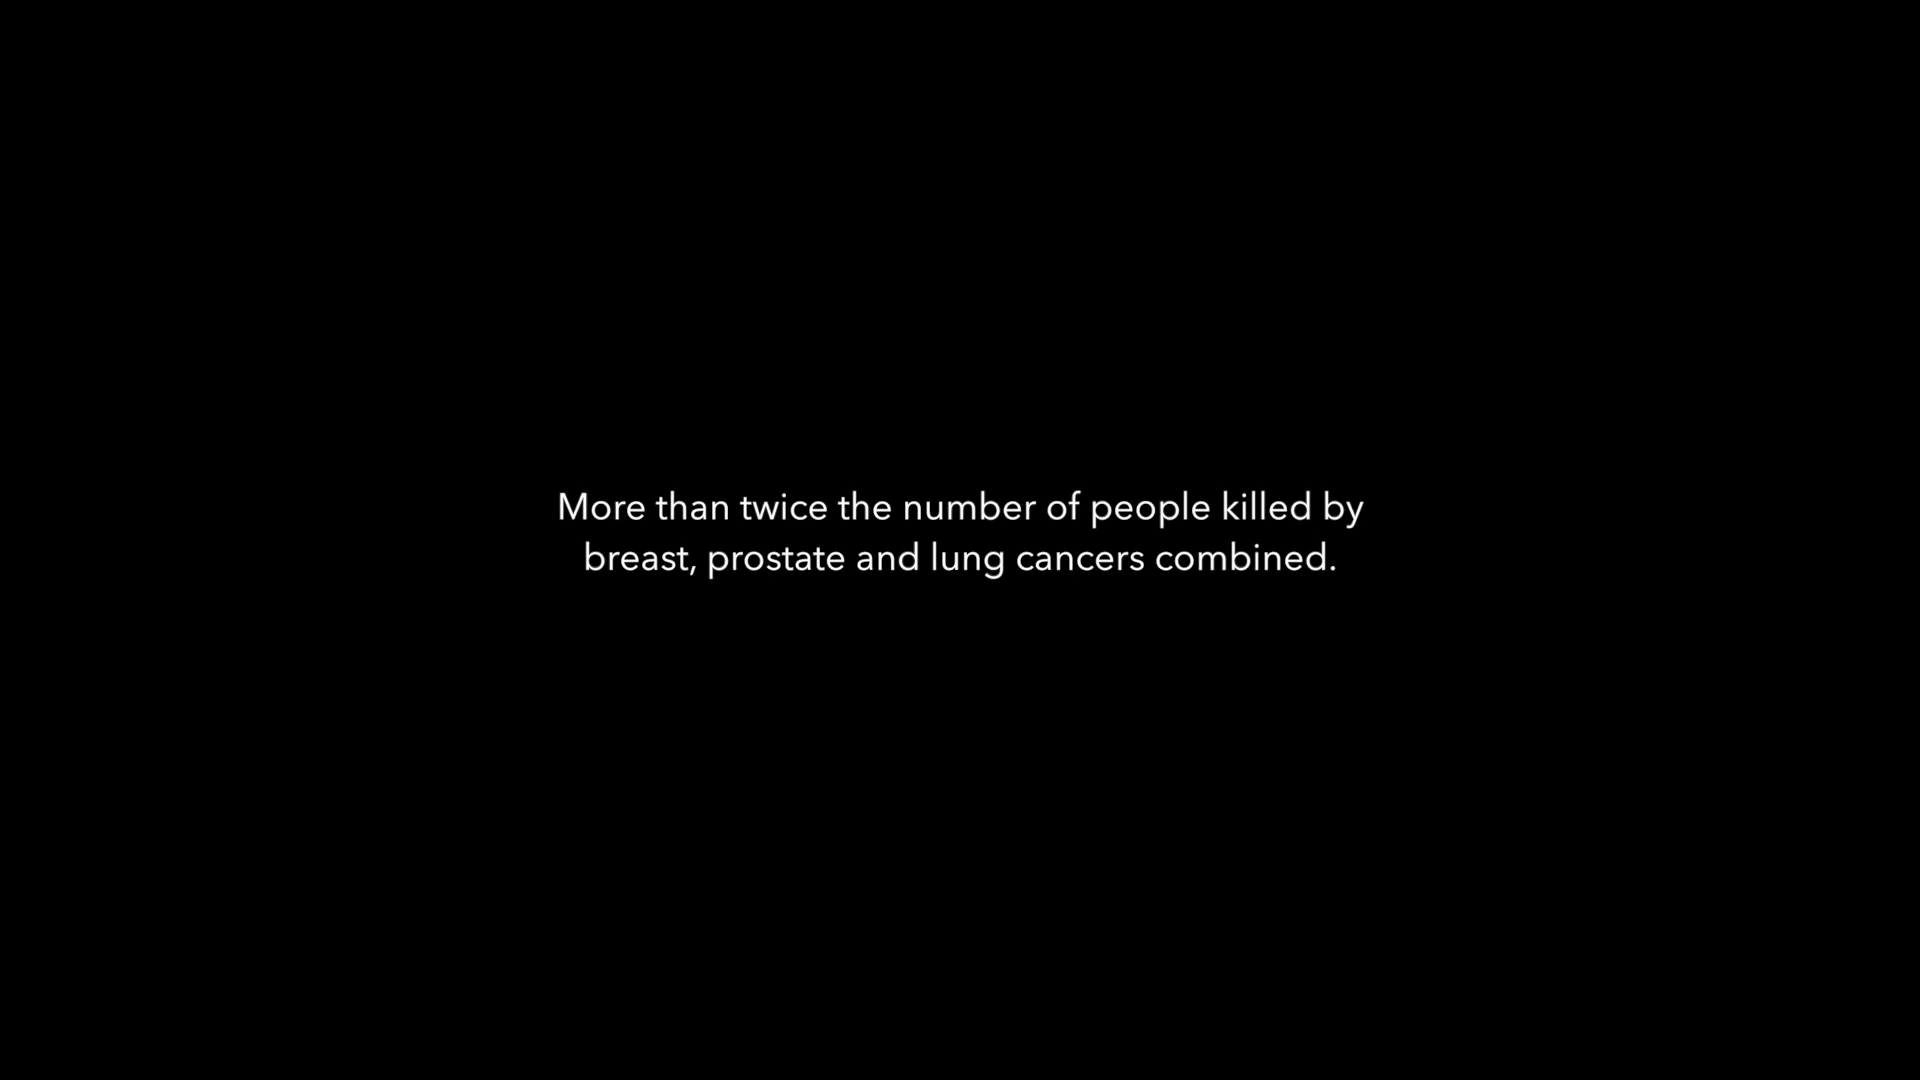 More than twice the number of people killed by
breast, prostate and lung cancers combined.